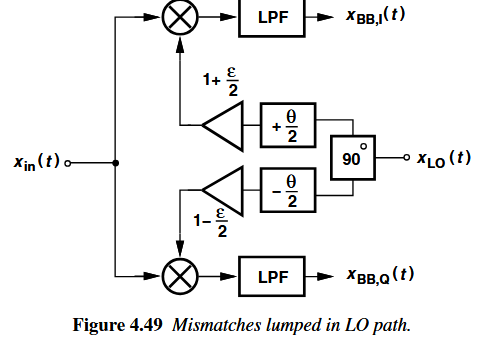 LPF
x_BB,I(t)
1+ ε/2
+ θ/2
x_in(t)
90°
x_LO(t)
− θ/2
1− ε/2
LPF
x_BB,Q(t)
Figure 4.49 Mismatches lumped in LO path.